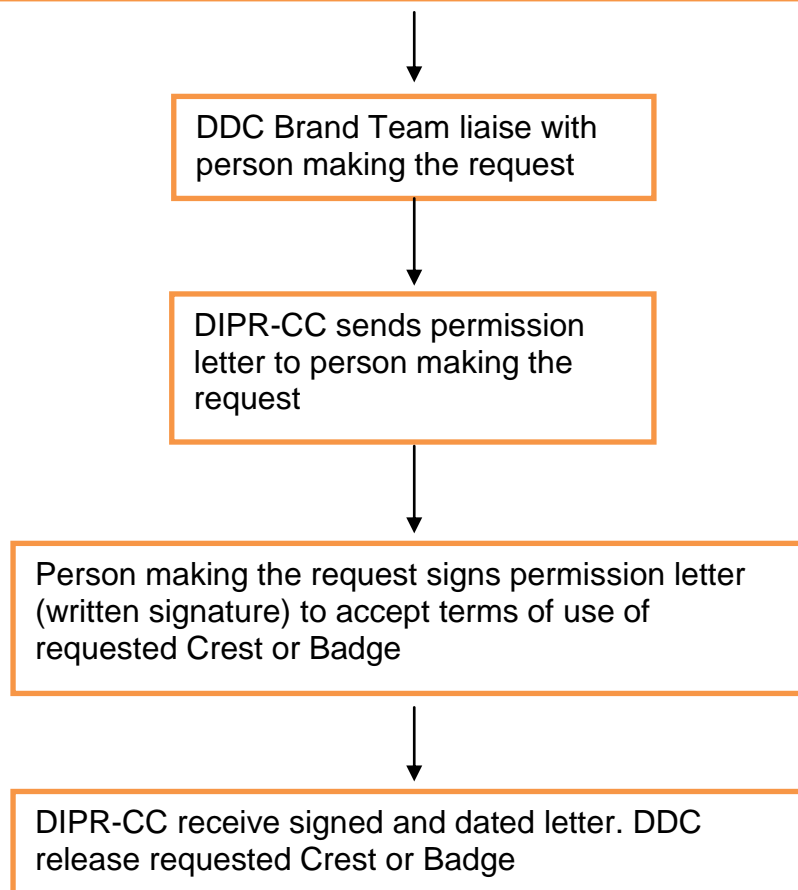 DDC Brand Team liaise with
person making the request
DIPR-CC sends permission
letter to person making the
request
Person making the request signs permission letter
(written signature) to accept terms of use of
requested Crest or Badge
DIPR-CC receive signed and dated letter. DDC
release requested Crest or Badge